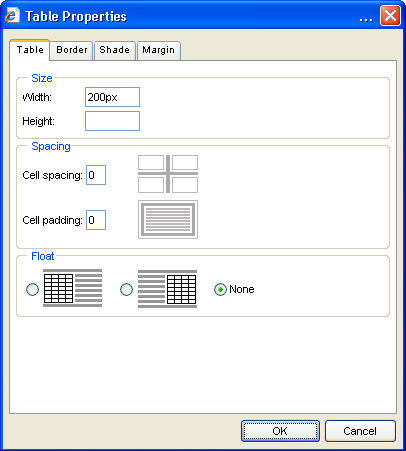 Table Properties ...
Table Border Shade Margin
Size
Width: 200px
Height:
Spacing
Cell spacing: 0
Cell padding: 0
Float
None
OK Cancel